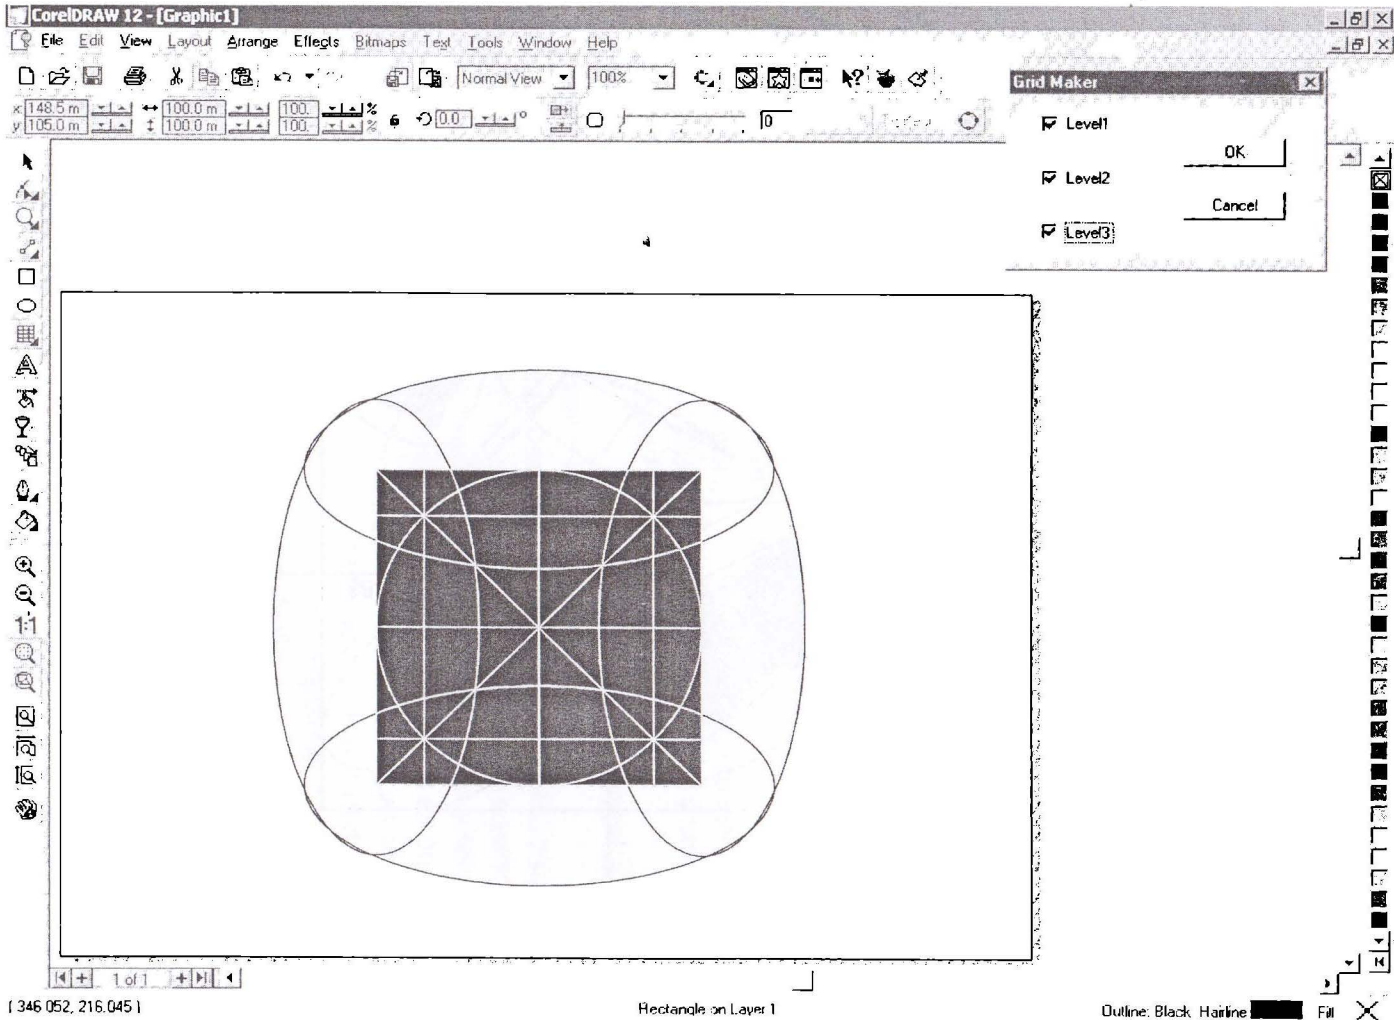 CorelDRAW 12 - [Graphic1]
File Edit View Layout Arrange Effects Bitmaps Text Tools Window Help
Normal View 100%
Grid Maker
x: 148.5 m 100.0 m 100. %
y: 105.0 m 100.0 m 100. % 0.0 ° 0
Level1
OK
Level2
Cancel
Level3
1:1
1 of 1
( 346.052, 216.045 ) Rectangle on Layer 1 Outline: Black Hairline Fill